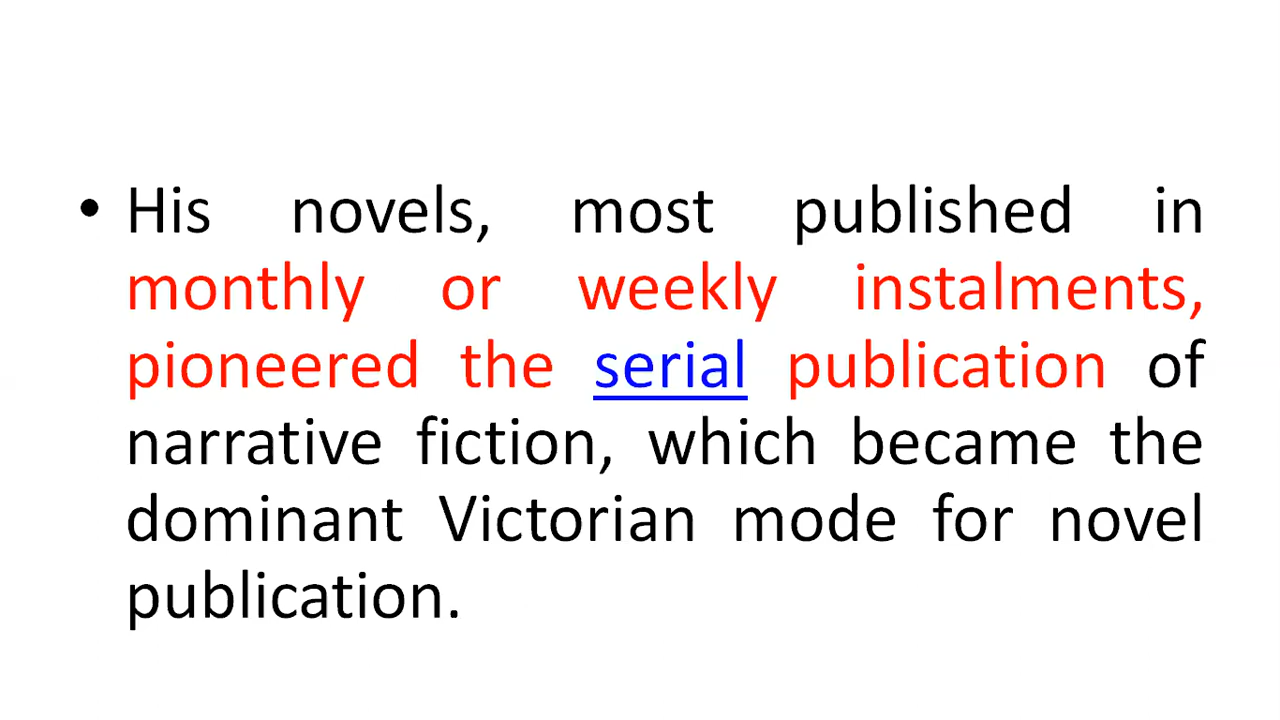 • His novels, most published in
monthly or weekly instalments,
pioneered the serial publication of
narrative fiction, which became the
dominant Victorian mode for novel
publication.